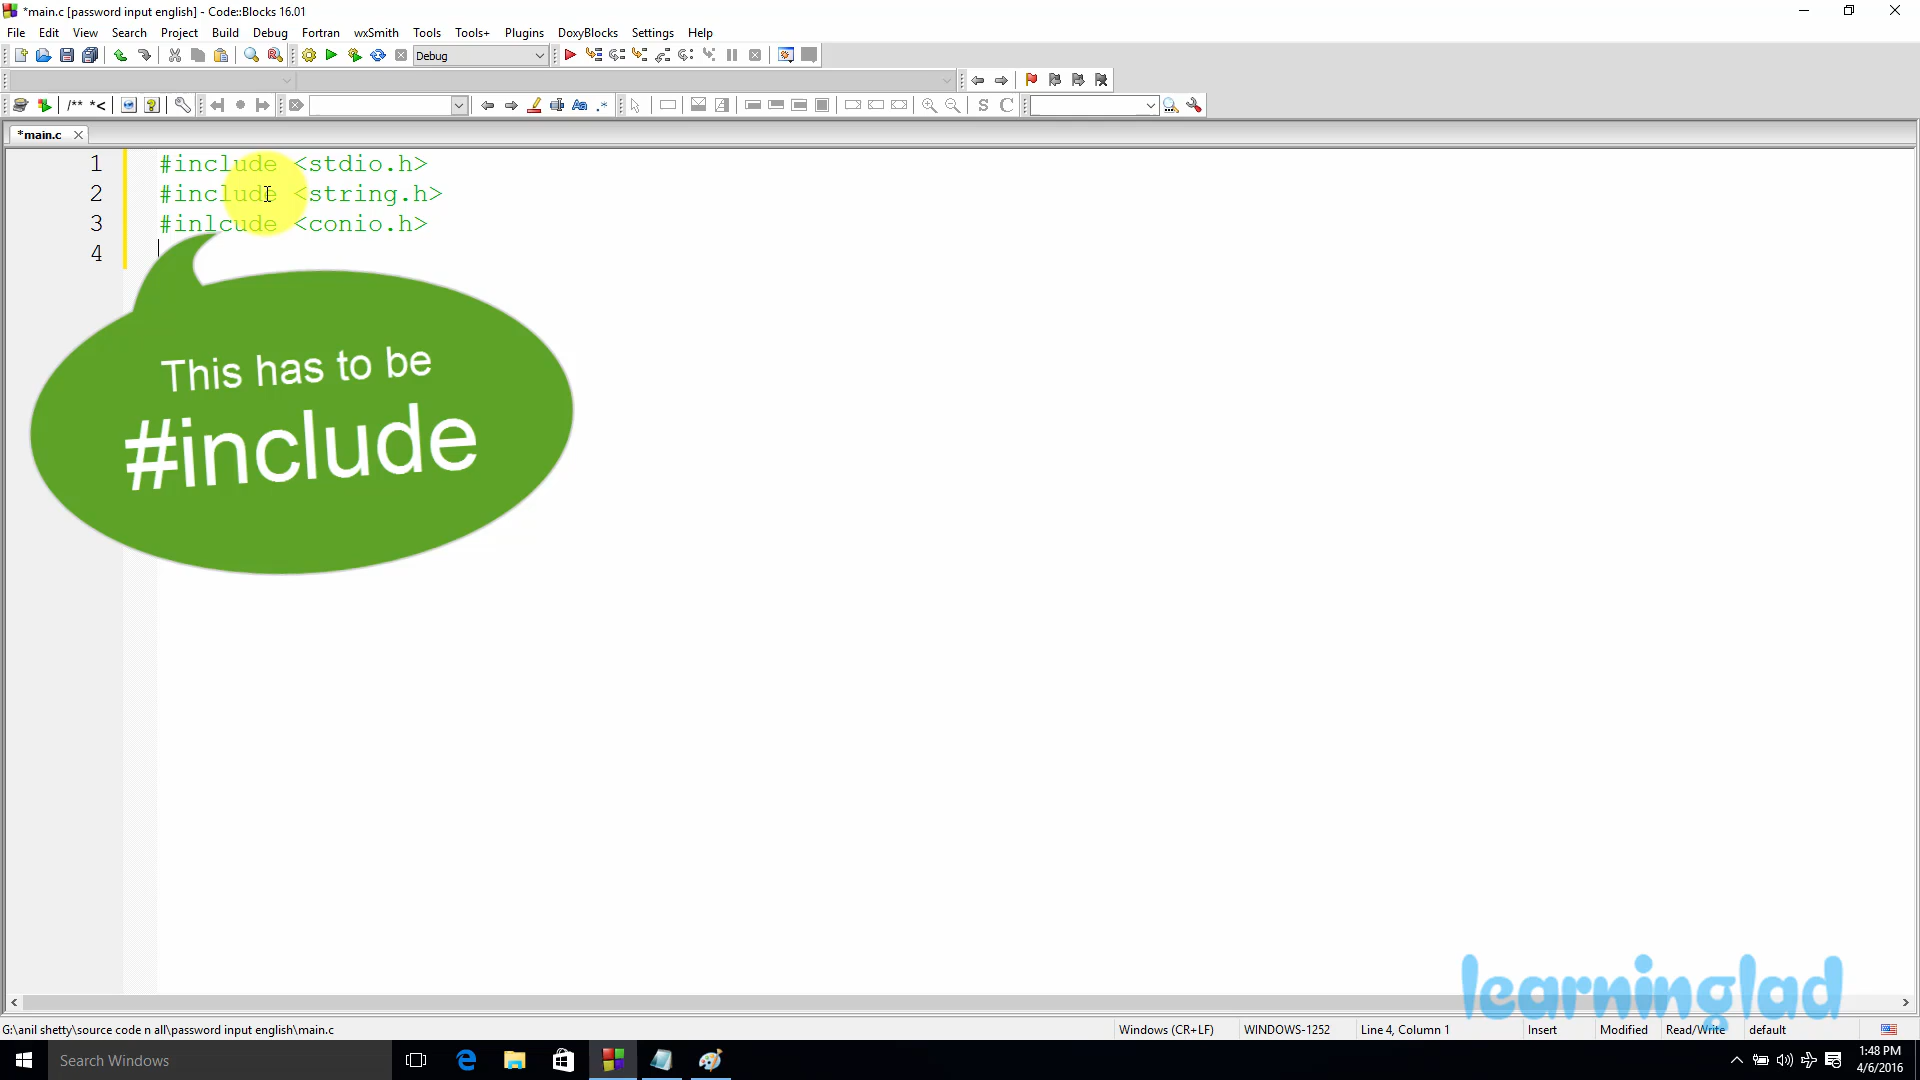 *main.c [password input english] - Code::Blocks 16.01
File Edit View Search Project Build Debug Fortran wxSmith Tools Tools+ Plugins DoxyBlocks Settings Help
Debug
/** *< Aa .* S C
*main.c
1 #include <stdio.h>
2 #include <string.h>
3 #inlcude <conio.h>
4
This has to be
#include
learninglad
G:\anil shetty\source code n all\password input english\main.c Windows (CR+LF) WINDOWS-1252 Line 4, Column 1 Insert Modified Read/Write default
Search Windows
1:48 PM
4/6/2016